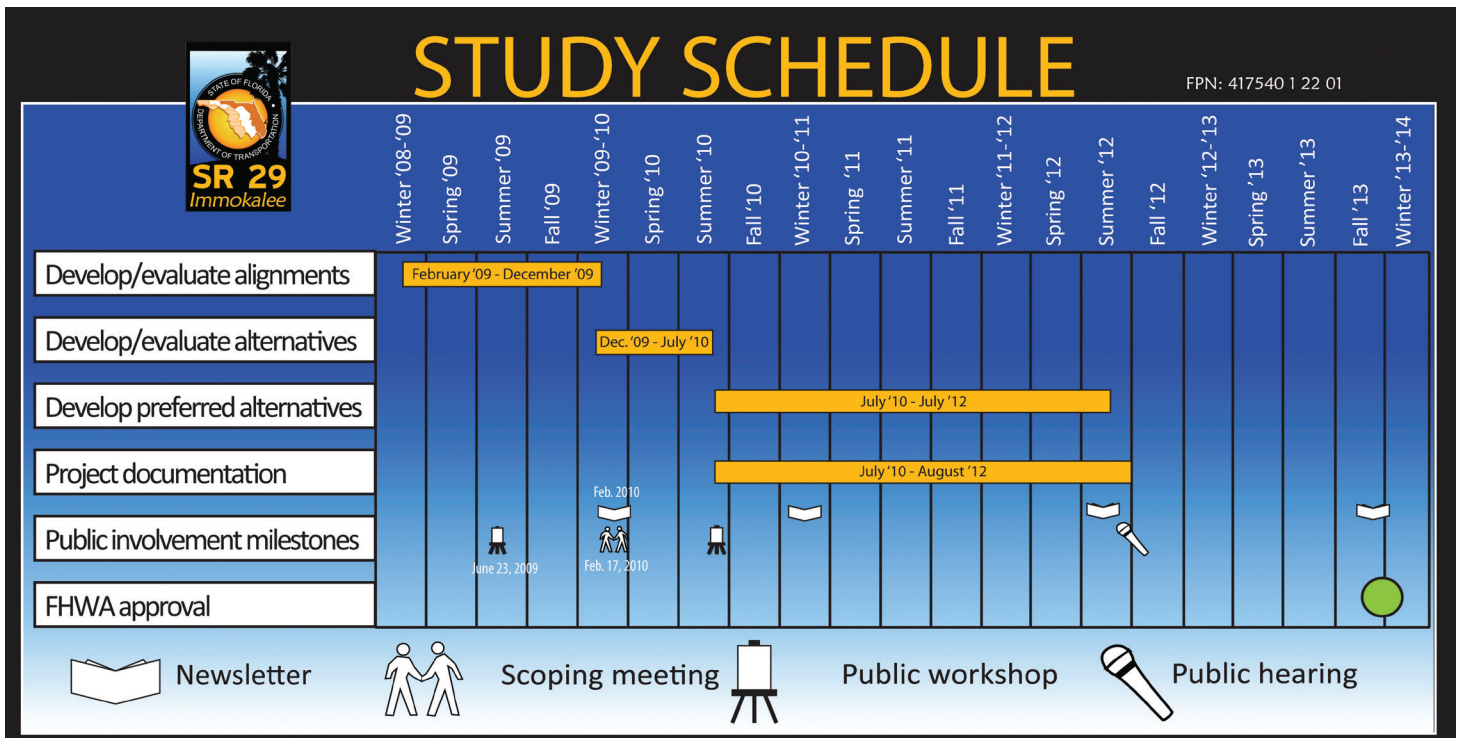 STUDY SCHEDULE
FPN: 417540 1 22 01
STATE OF FLORIDA
DEPARTMENT OF TRANSPORTATION
SR 29
Immokalee
Winter ‘08-‘09
Spring ‘09
Summer ‘09
Fall ‘09
Winter ‘09-‘10
Spring ‘10
Summer ‘10
Fall ‘10
Winter ‘10-‘11
Spring ‘11
Summer ‘11
Fall ‘11
Winter ‘11-‘12
Spring ‘12
Summer ‘12
Fall ‘12
Winter ‘12-‘13
Spring ‘13
Summer ‘13
Fall ‘13
Winter ‘13-‘14
Develop/evaluate alignments
February ‘09 - December ‘09
Develop/evaluate alternatives
Dec. ‘09 - July ‘10
Develop preferred alternatives
July ‘10 - July ‘12
Project documentation
July ‘10 - August ‘12
Feb. 2010
Public involvement milestones
June 23, 2009
Feb. 17, 2010
FHWA approval
Newsletter
Scoping meeting
Public workshop
Public hearing